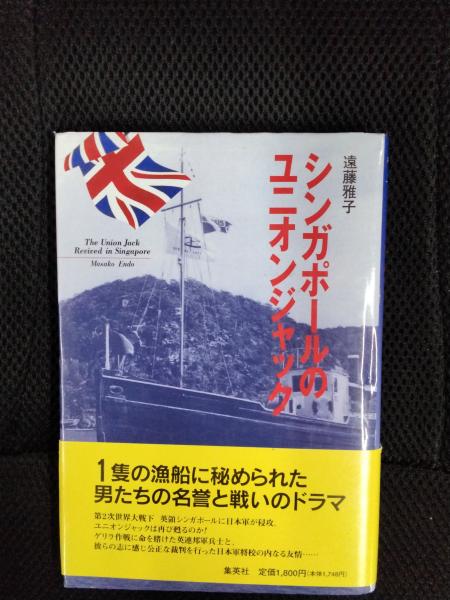 遠藤雅子
シンガポールの
ユニオンジャック
The Union Jack
Revived in Singapore
Masako Endo
1隻の漁船に秘められた
男たちの名誉と戦いのドラマ
第2次世界大戦下 英領シンガポールに日本軍が侵攻。
ユニオンジャックは再び甦るのか!
ゲリラ作戦に命を賭けた英連邦軍兵士と、
彼らの志に感じ公正な裁判を行った日本軍将校の内なる友情……
集英社 定価1,800円(本体1,748円)